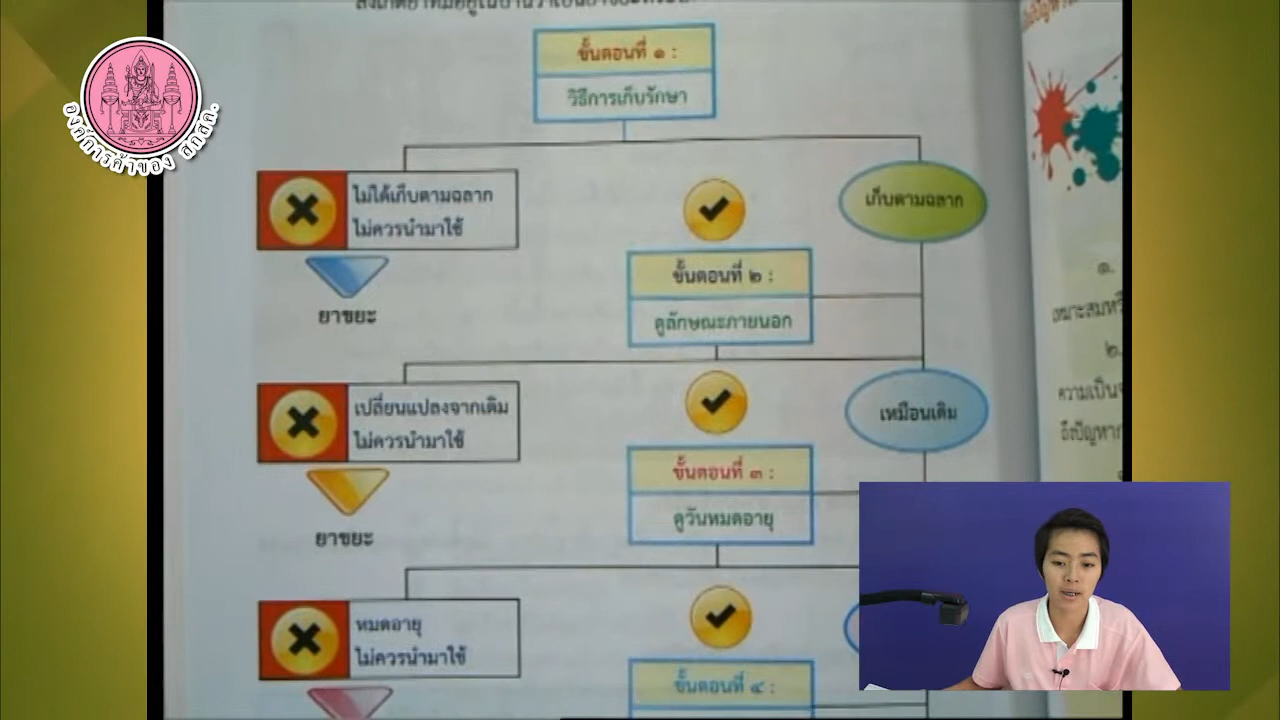 องค์การค้าของ สกสค.
ขั้นตอนที่ ๑ :
วิธีการเก็บรักษา
ไม่ได้เก็บตามฉลาก
ไม่ควรนำมาใช้
เก็บตามฉลาก
ยาขยะ
ขั้นตอนที่ ๒ :
ดูลักษณะภายนอก
เปลี่ยนแปลงจากเดิม
ไม่ควรนำมาใช้
เหมือนเดิม
ยาขยะ
ขั้นตอนที่ ๓ :
ดูวันหมดอายุ
หมดอายุ
ไม่ควรนำมาใช้
ขั้นตอนที่ ๔ :
๑.
๒.
ถึงปัญหา